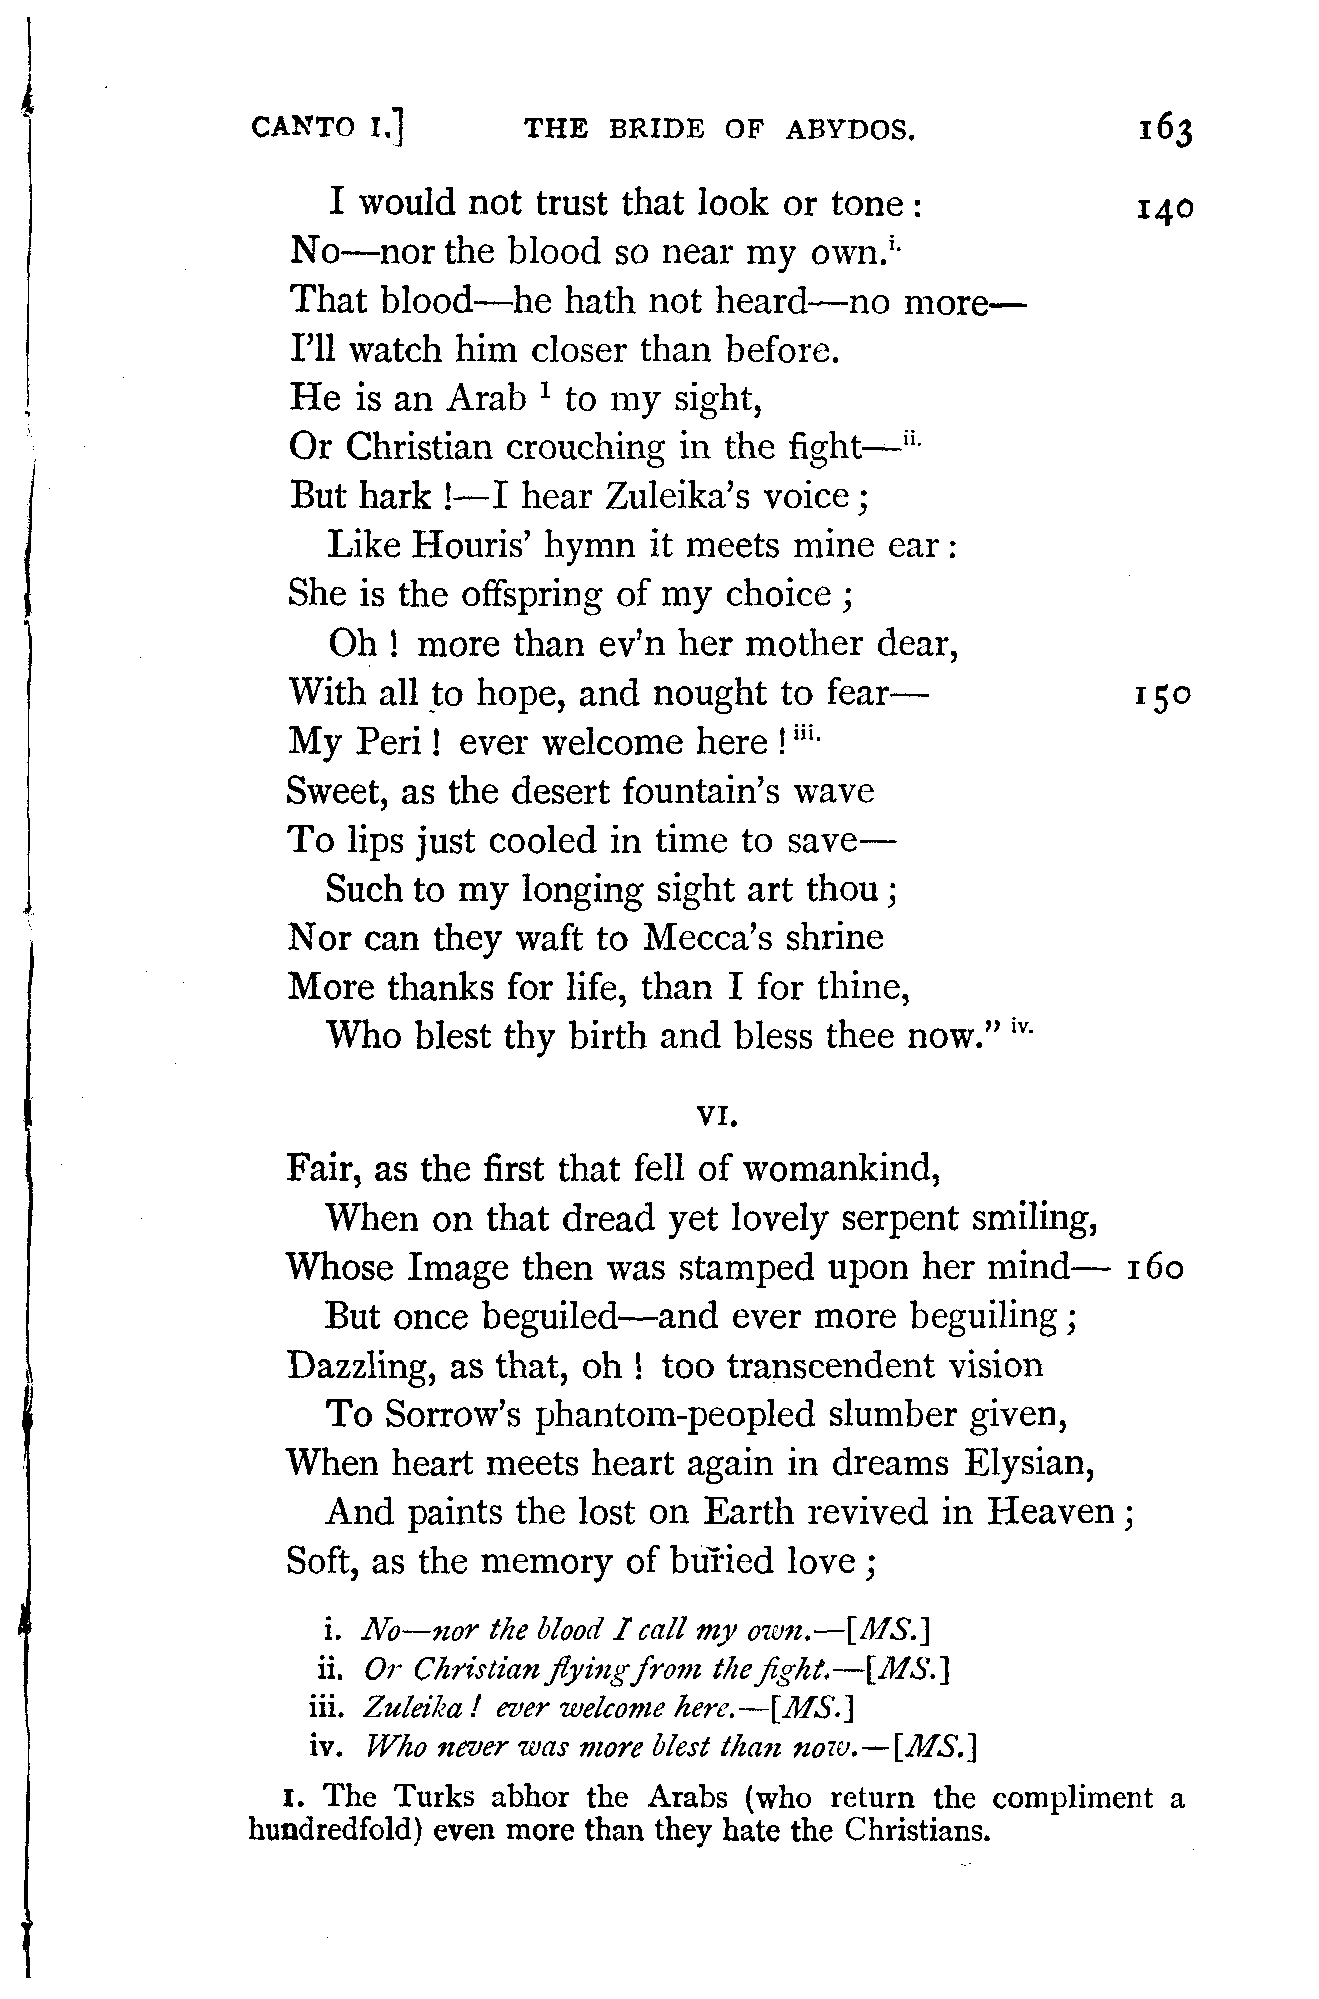 CANTO I.] THE BRIDE OF ABYDOS. 163
I would not trust that look or tone : 140
No—nor the blood so near my own.i.
That blood—he hath not heard—no more—
I'll watch him closer than before.
He is an Arab 1 to my sight,
Or Christian crouching in the fight—ii.
But hark !—I hear Zuleika's voice ;
Like Houris' hymn it meets mine ear :
She is the offspring of my choice ;
Oh ! more than ev'n her mother dear,
With all to hope, and nought to fear— 150
My Peri ! ever welcome here ! iii.
Sweet, as the desert fountain's wave
To lips just cooled in time to save—
Such to my longing sight art thou ;
Nor can they waft to Mecca's shrine
More thanks for life, than I for thine,
Who blest thy birth and bless thee now." iv.
VI.
Fair, as the first that fell of womankind,
When on that dread yet lovely serpent smiling,
Whose Image then was stamped upon her mind— 160
But once beguiled—and ever more beguiling ;
Dazzling, as that, oh ! too transcendent vision
To Sorrow's phantom-peopled slumber given,
When heart meets heart again in dreams Elysian,
And paints the lost on Earth revived in Heaven ;
Soft, as the memory of buried love ;
i. No—nor the blood I call my own.—[MS.]
ii. Or Christian flying from the fight.—[MS.]
iii. Zuleika ! ever welcome here.—[MS.]
iv. Who never was more blest than now.—[MS.]
1. The Turks abhor the Arabs (who return the compliment a
hundredfold) even more than they hate the Christians.